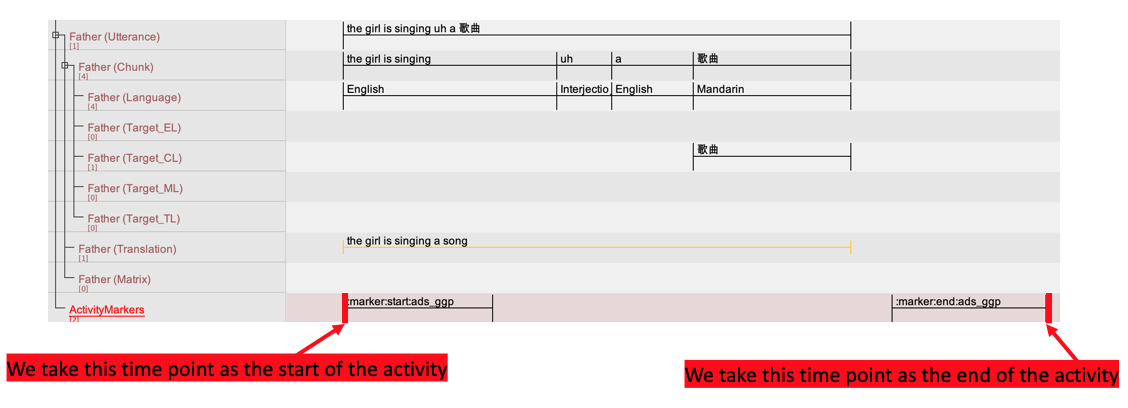 Father (Utterance)
[1]
the girl is singing uh a 歌曲
Father (Chunk)
[4]
the girl is singing uh a 歌曲
Father (Language)
[4]
English Interjectio English Mandarin
Father (Target_EL)
[0]
Father (Target_CL)
[1]
歌曲
Father (Target_ML)
[0]
Father (Target_TL)
[0]
Father (Translation)
[1]
the girl is singing a song
Father (Matrix)
[0]
ActivityMarkers
[2]
:marker:start:ads_ggp :marker:end:ads_ggp
We take this time point as the start of the activity
We take this time point as the end of the activity